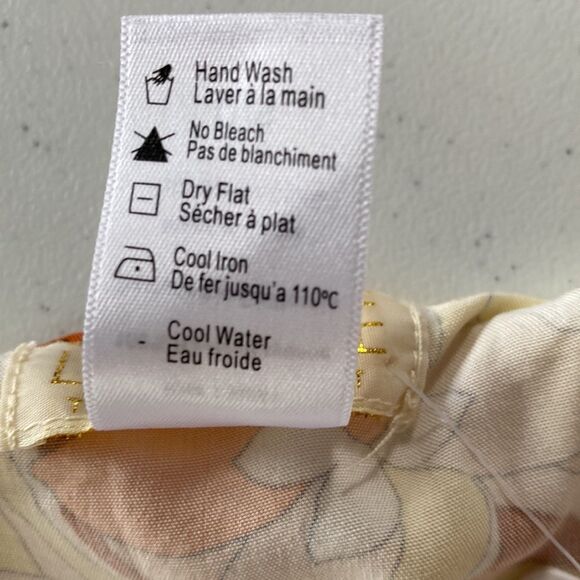 Hand Wash
Laver à la main
No Bleach
Pas de blanchiment
Dry Flat
Sécher à plat
Cool Iron
De fer jusqu'a 110ºC
- Cool Water
Eau froide